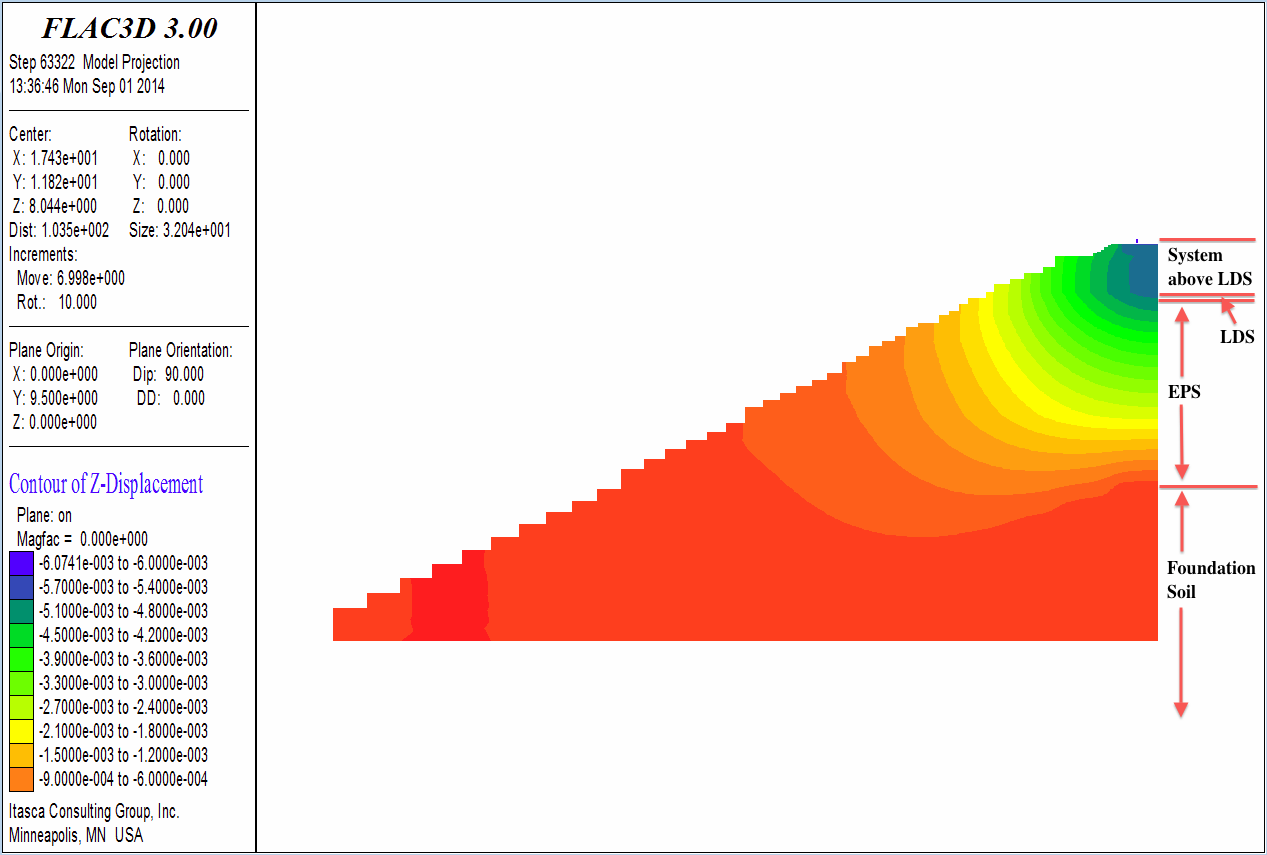 FLAC3D 3.00
Step 63322  Model Projection
13:36:46 Mon Sep 01 2014
Center: Rotation:
X: 1.743e+001 X: 0.000
Y: 1.182e+001 Y: 0.000
Z: 8.044e+000 Z: 0.000
Dist: 1.035e+002 Size: 3.204e+001
Increments:
Move: 6.998e+000
Rot.: 10.000
Plane Origin: Plane Orientation:
X: 0.000e+000 Dip: 90.000
Y: 9.500e+000 DD: 0.000
Z: 0.000e+000
Contour of Z-Displacement
Plane: on
Magfac = 0.000e+000
-6.0741e-003 to -6.0000e-003
-5.7000e-003 to -5.4000e-003
-5.1000e-003 to -4.8000e-003
-4.5000e-003 to -4.2000e-003
-3.9000e-003 to -3.6000e-003
-3.3000e-003 to -3.0000e-003
-2.7000e-003 to -2.4000e-003
-2.1000e-003 to -1.8000e-003
-1.5000e-003 to -1.2000e-003
-9.0000e-004 to -6.0000e-004
Itasca Consulting Group, Inc.
Minneapolis, MN USA
System
above LDS
LDS
EPS
Foundation
Soil